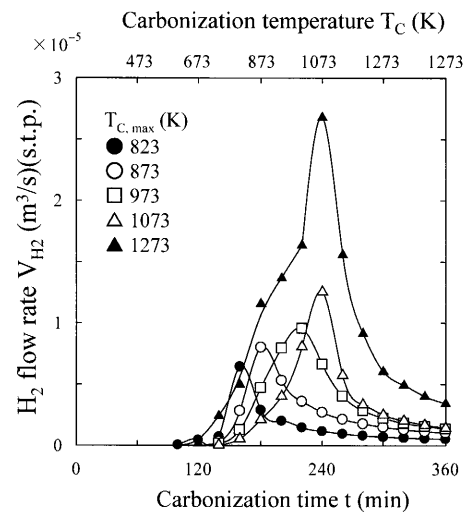 Carbonization temperature T_C (K)
× 10⁻⁵
473 673 873 1073 1273 1273
3
T_C, max (K)
823
873
973
1073
1273
2
1
0
0 120 240 360
H₂ flow rate V_H2 (m³/s)(s.t.p.)
Carbonization time t (min)